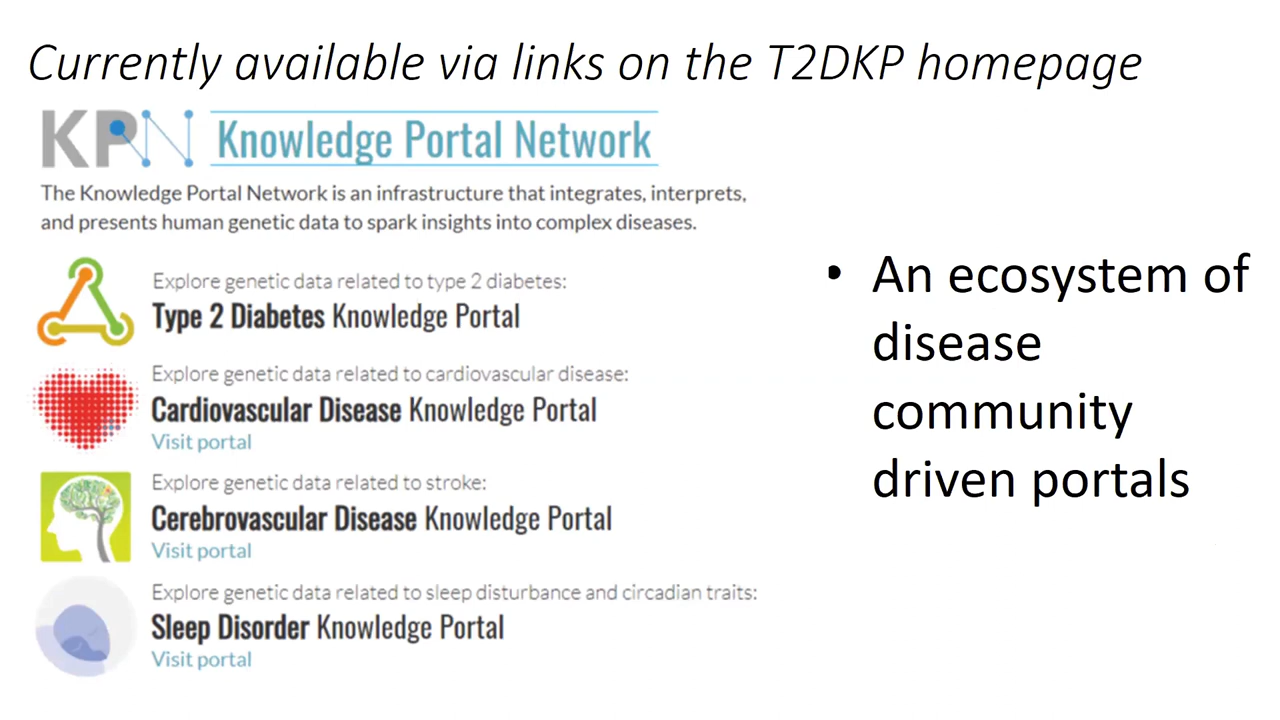 Currently available via links on the T2DKP homepage
KPN Knowledge Portal Network
The Knowledge Portal Network is an infrastructure that integrates, interprets,
and presents human genetic data to spark insights into complex diseases.
Explore genetic data related to type 2 diabetes:
Type 2 Diabetes Knowledge Portal
Explore genetic data related to cardiovascular disease:
Cardiovascular Disease Knowledge Portal
Visit portal
Explore genetic data related to stroke:
Cerebrovascular Disease Knowledge Portal
Visit portal
Explore genetic data related to sleep disturbance and circadian traits:
Sleep Disorder Knowledge Portal
Visit portal
• An ecosystem of
disease
community
driven portals